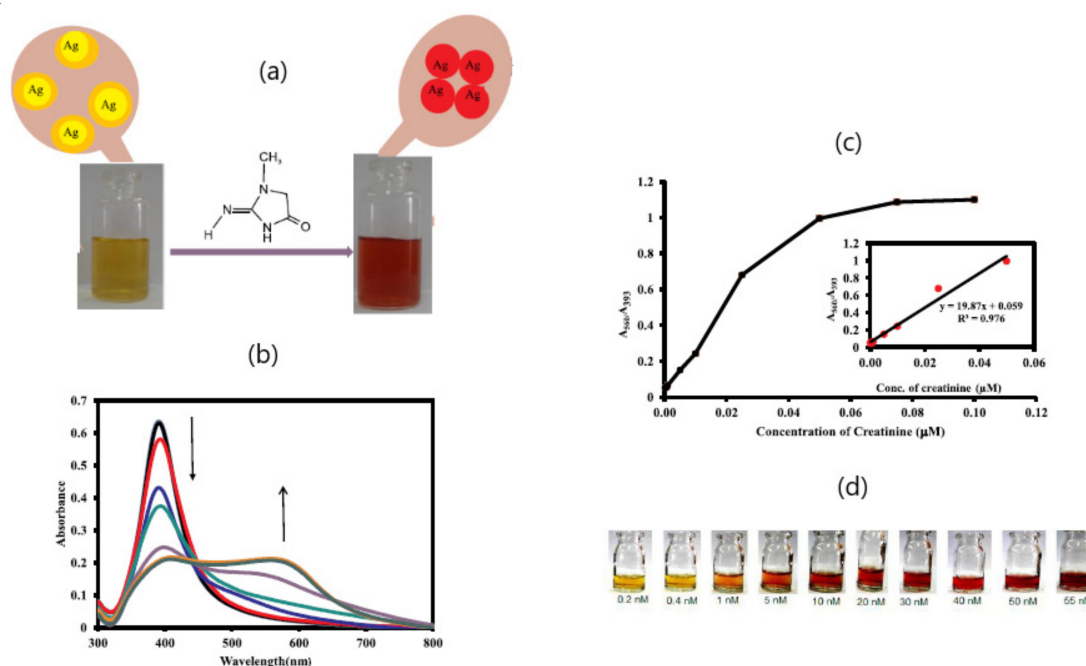 (a)
Ag
Ag
Ag
Ag
Ag
Ag
Ag
Ag
CH₃
N
N
O
H
NH
(b)
0.7
0.6
0.5
0.4
0.3
0.2
0.1
0
300
400
500
600
700
800
Absorbance
Wavelength(nm)
(c)
1.2
1
0.8
0.6
0.4
0.2
0
0.00
0.02
0.04
0.06
0.08
0.10
0.12
A₅₆₀/A₃₉₃
Concentration of Creatinine (µM)
1.2
1
0.8
0.6
0.4
0.2
0
0.00
0.02
0.04
0.06
A₅₆₀/A₃₉₃
y = 19.87x + 0.059
R² = 0.976
Conc. of creatinine (µM)
(d)
0.2 nM
0.4 nM
1 nM
5 nM
10 nM
20 nM
30 nM
40 nM
50 nM
55 nM